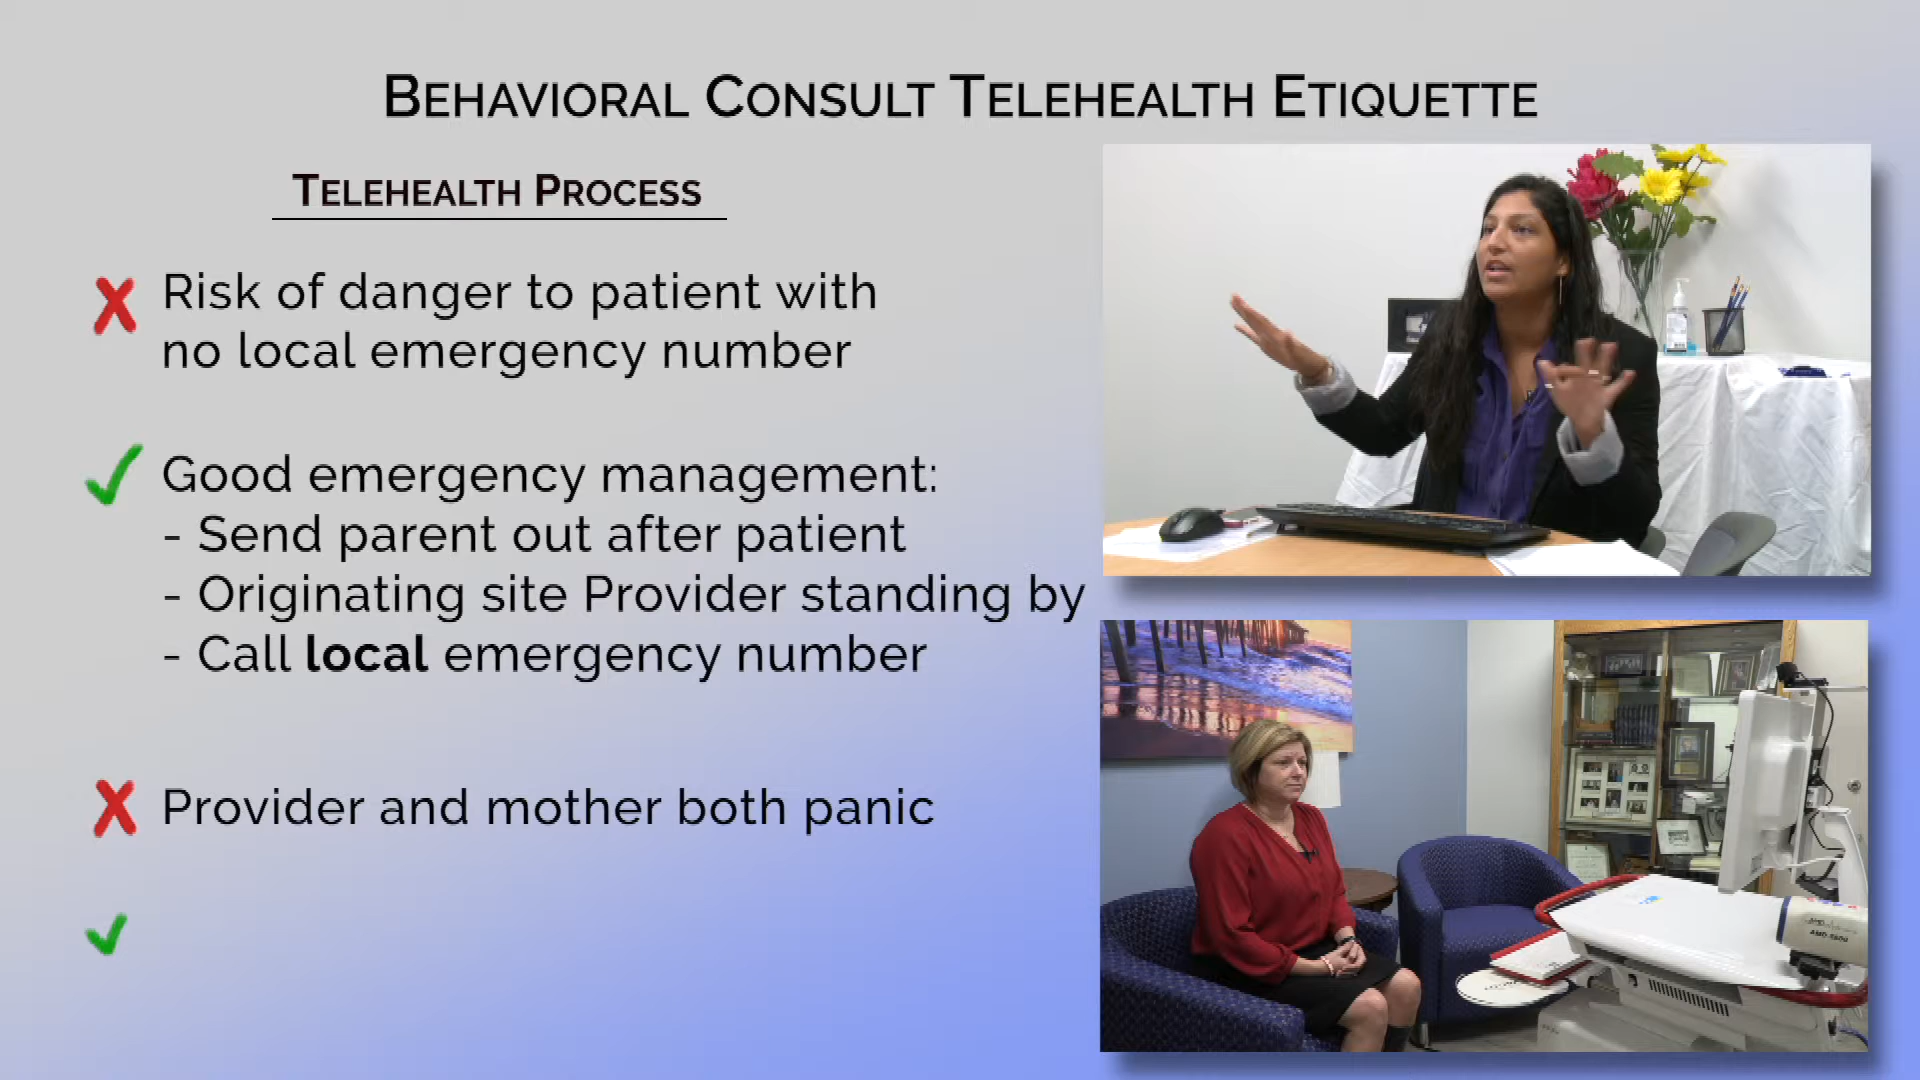 BEHAVIORAL CONSULT TELEHEALTH ETIQUETTE
TELEHEALTH PROCESS
Risk of danger to patient with
no local emergency number
Good emergency management:
- Send parent out after patient
- Originating site Provider standing by
- Call local emergency number
Provider and mother both panic